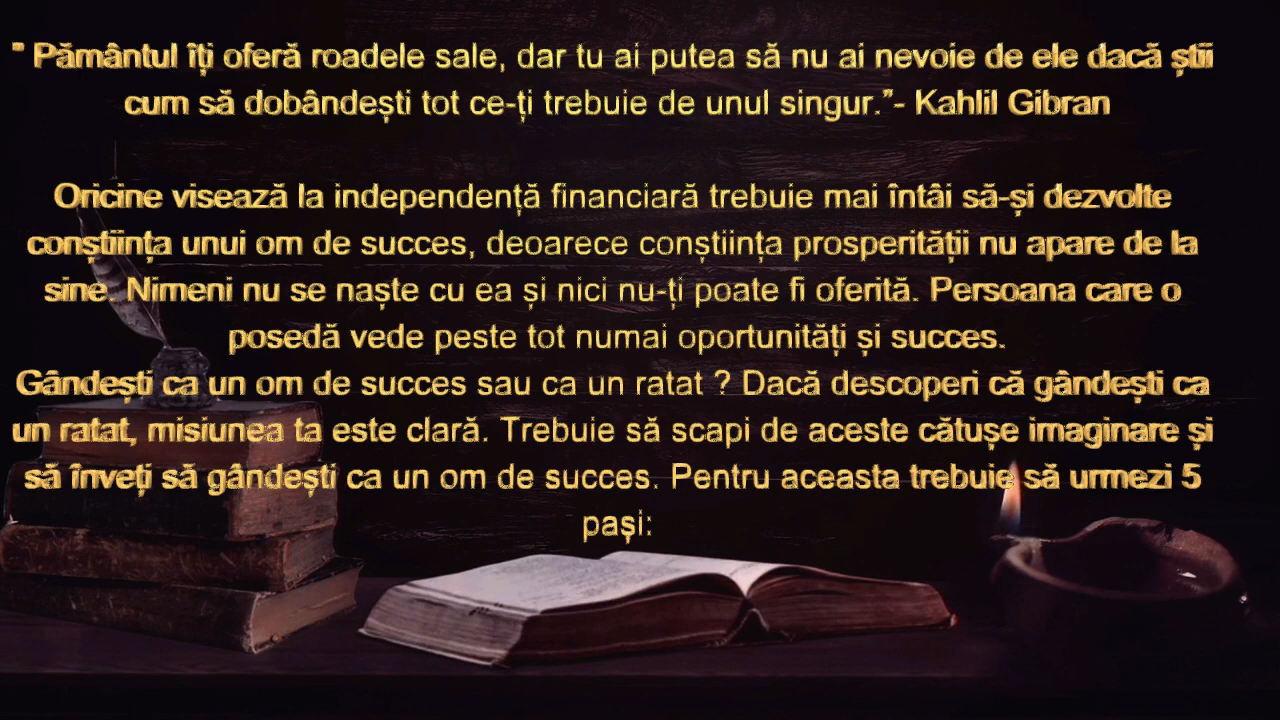 " Pământul îți oferă roadele sale, dar tu ai putea să nu ai nevoie de ele dacă știi
cum să dobândești tot ce-ți trebuie de unul singur."- Kahlil Gibran
Oricine visează la independență financiară trebuie mai întâi să-și dezvolte
conștiința unui om de succes, deoarece conștiința prosperității nu apare de la
sine. Nimeni nu se naște cu ea și nici nu-ți poate fi oferită. Persoana care o
posedă vede peste tot numai oportunități și succes.
Gândești ca un om de succes sau ca un ratat ? Dacă descoperi că gândești ca
un ratat, misiunea ta este clară. Trebuie să scapi de aceste cătușe imaginare și
să înveți să gândești ca un om de succes. Pentru aceasta trebuie să urmezi 5
pași: